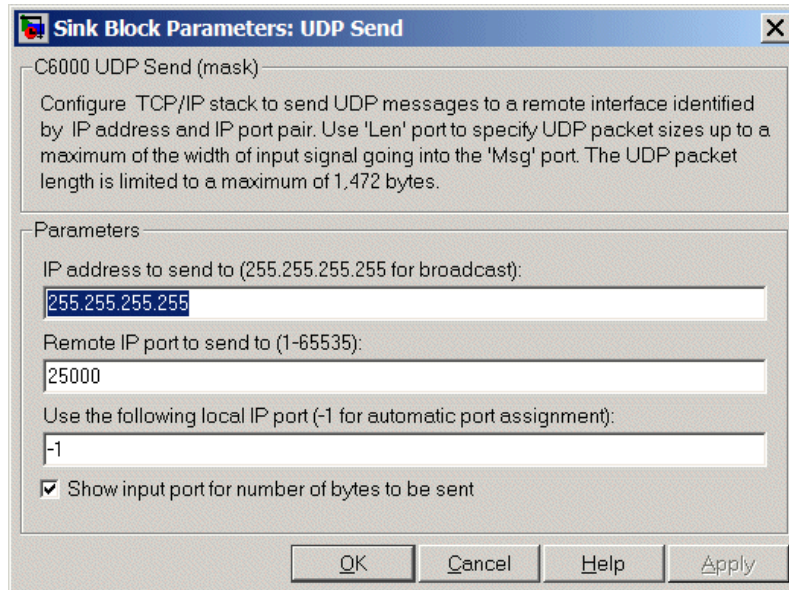 Sink Block Parameters: UDP Send
C6000 UDP Send (mask)
Configure TCP/IP stack to send UDP messages to a remote interface identified
by IP address and IP port pair. Use 'Len' port to specify UDP packet sizes up to a
maximum of the width of input signal going into the 'Msg' port. The UDP packet
length is limited to a maximum of 1,472 bytes.
Parameters
IP address to send to (255.255.255.255 for broadcast):
255.255.255.255
Remote IP port to send to (1-65535):
25000
Use the following local IP port (-1 for automatic port assignment):
-1
Show input port for number of bytes to be sent
OK Cancel Help Apply